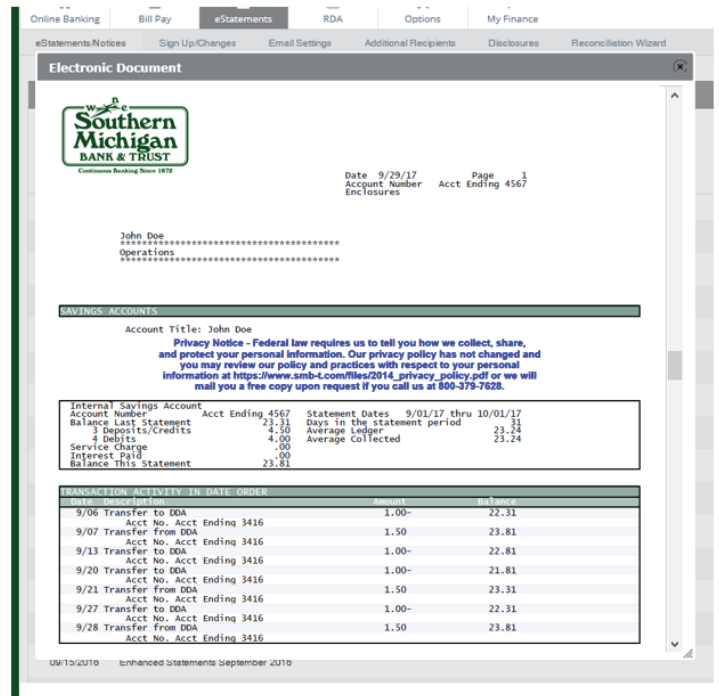 Online Banking Bill Pay eStatements RDA Options My Finance
eStatements/Notices Sign Up/Changes Email Settings Additional Recipients Disclosures Reconciliation Wizard
Electronic Document
w n e
Southern
Michigan
BANK & TRUST
Continuous Banking Since 1872
Date 9/29/17 Page 1
Account Number Acct Ending 4567
Enclosures
John Doe
****************************************
Operations
****************************************
SAVINGS ACCOUNTS
Account Title: John Doe
Privacy Notice - Federal law requires us to tell you how we collect, share,
and protect your personal information. Our privacy policy has not changed and
you may review our policy and practices with respect to your personal
information at https://www.smb-t.com/files/2014_privacy_policy.pdf or we will
mail you a free copy upon request if you call us at 800-379-7628.
Internal Savings Account
Account Number Acct Ending 4567 Statement Dates 9/01/17 thru 10/01/17
Balance Last Statement 23.31 Days in the statement period 31
3 Deposits/Credits 4.50 Average Ledger 23.24
4 Debits 4.00 Average Collected 23.24
Service Charge .00
Interest Paid .00
Balance This Statement 23.81
TRANSACTION ACTIVITY IN DATE ORDER
Date Description Amount Balance
9/06 Transfer to DDA 1.00- 22.31
Acct No. Acct Ending 3416
9/07 Transfer from DDA 1.50 23.81
Acct No. Acct Ending 3416
9/13 Transfer to DDA 1.00- 22.81
Acct No. Acct Ending 3416
9/20 Transfer to DDA 1.00- 21.81
Acct No. Acct Ending 3416
9/21 Transfer from DDA 1.50 23.31
Acct No. Acct Ending 3416
9/27 Transfer to DDA 1.00- 22.31
Acct No. Acct Ending 3416
9/28 Transfer from DDA 1.50 23.81
Acct No. Acct Ending 3416
09/15/2016 Enhanced Statements September 2016